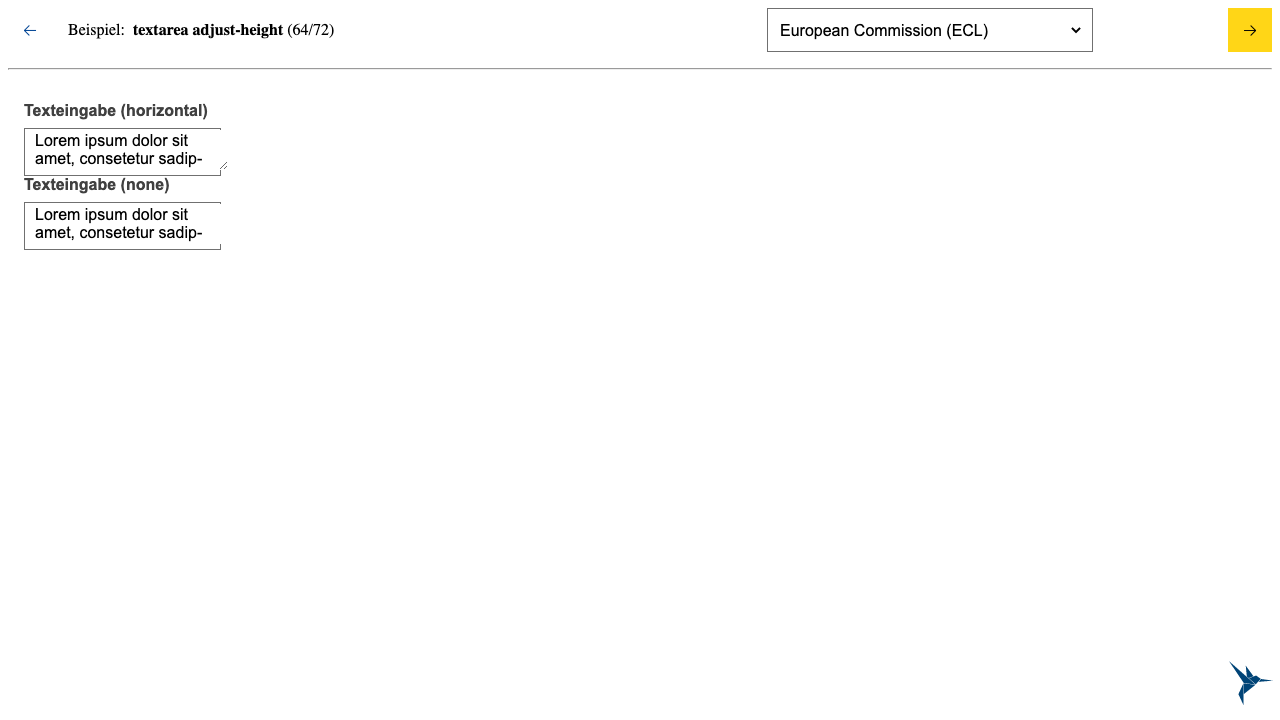 Beispiel: textarea adjust-height (64/72)
European Commission (ECL)
Texteingabe (horizontal)
Lorem ipsum dolor sit
amet, consetetur sadip-
Texteingabe (none)
Lorem ipsum dolor sit
amet, consetetur sadip-